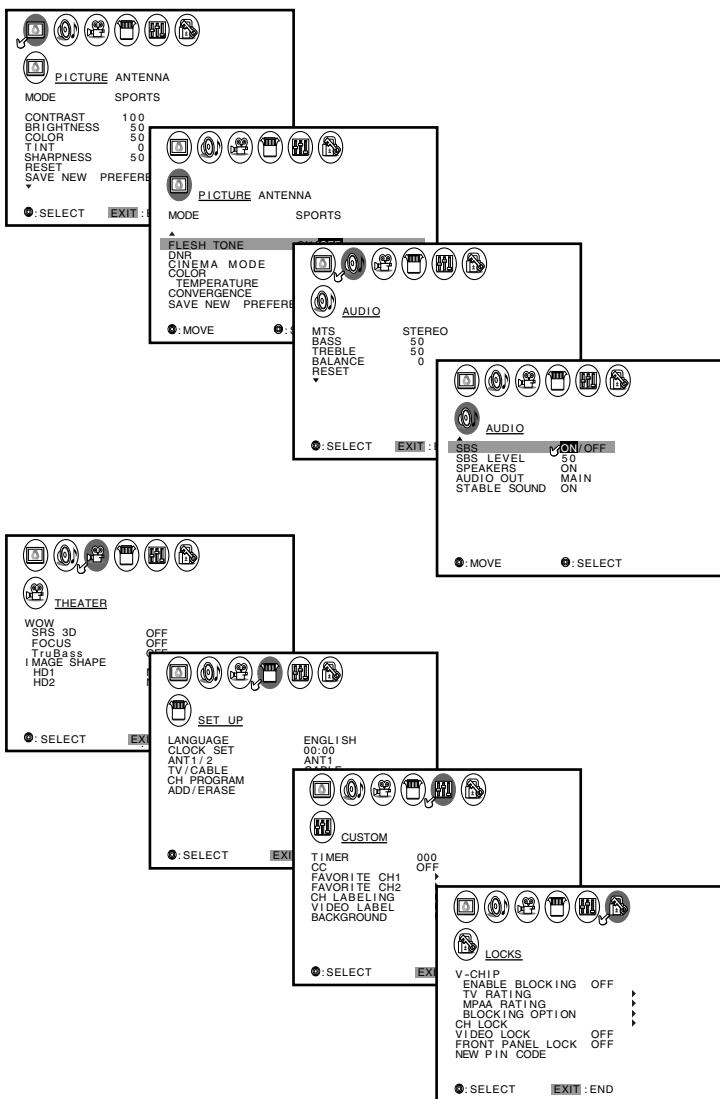 PICTURE ANTENNA
MODE SPORTS
CONTRAST 100
BRIGHTNESS 50
COLOR 50
TINT 0
SHARPNESS 50
RESET
SAVE NEW
:SELECT EXIT :
PICTURE ANTENNA
MODE SPORTS
FLESH TONE
DNR
CINEMA MODE
COLOR
TEMPERATURE
CONVERGENCE
SAVE NEW
:MOVE
AUDIO
MTS STEREO
BASS 50
TREBLE 50
BALANCE 0
RESET
:SELECT EXIT :
AUDIO
SBS ON/OFF
SBS LEVEL 50
SPEAKERS ON
AUDIO OUT MAIN
STABLE SOUND ON
:MOVE :SELECT
THEATER
WOW
SRS 3D OFF
FOCUS OFF
TruBass OFF
IMAGE SHAPE
HD1
HD2
:SELECT
SET UP
LANGUAGE ENGLISH
CLOCK SET 00:00
ANT1/2 ANT1
TV/CABLE CABLE
CH PROGRAM
ADD/ERASE
:SELECT
CUSTOM
TIMER 000
CC OFF
FAVORITE CH1
FAVORITE CH2
CH LABELING
VIDEO LABEL
BACKGROUND
:SELECT
LOCKS
V-CHIP
ENABLE BLOCKING OFF
TV RATING
MPAA RATING
BLOCKING OPTION
CH LOCK
VIDEO LOCK OFF
FRONT PANEL LOCK OFF
NEW PIN CODE
:SELECT EXIT :END